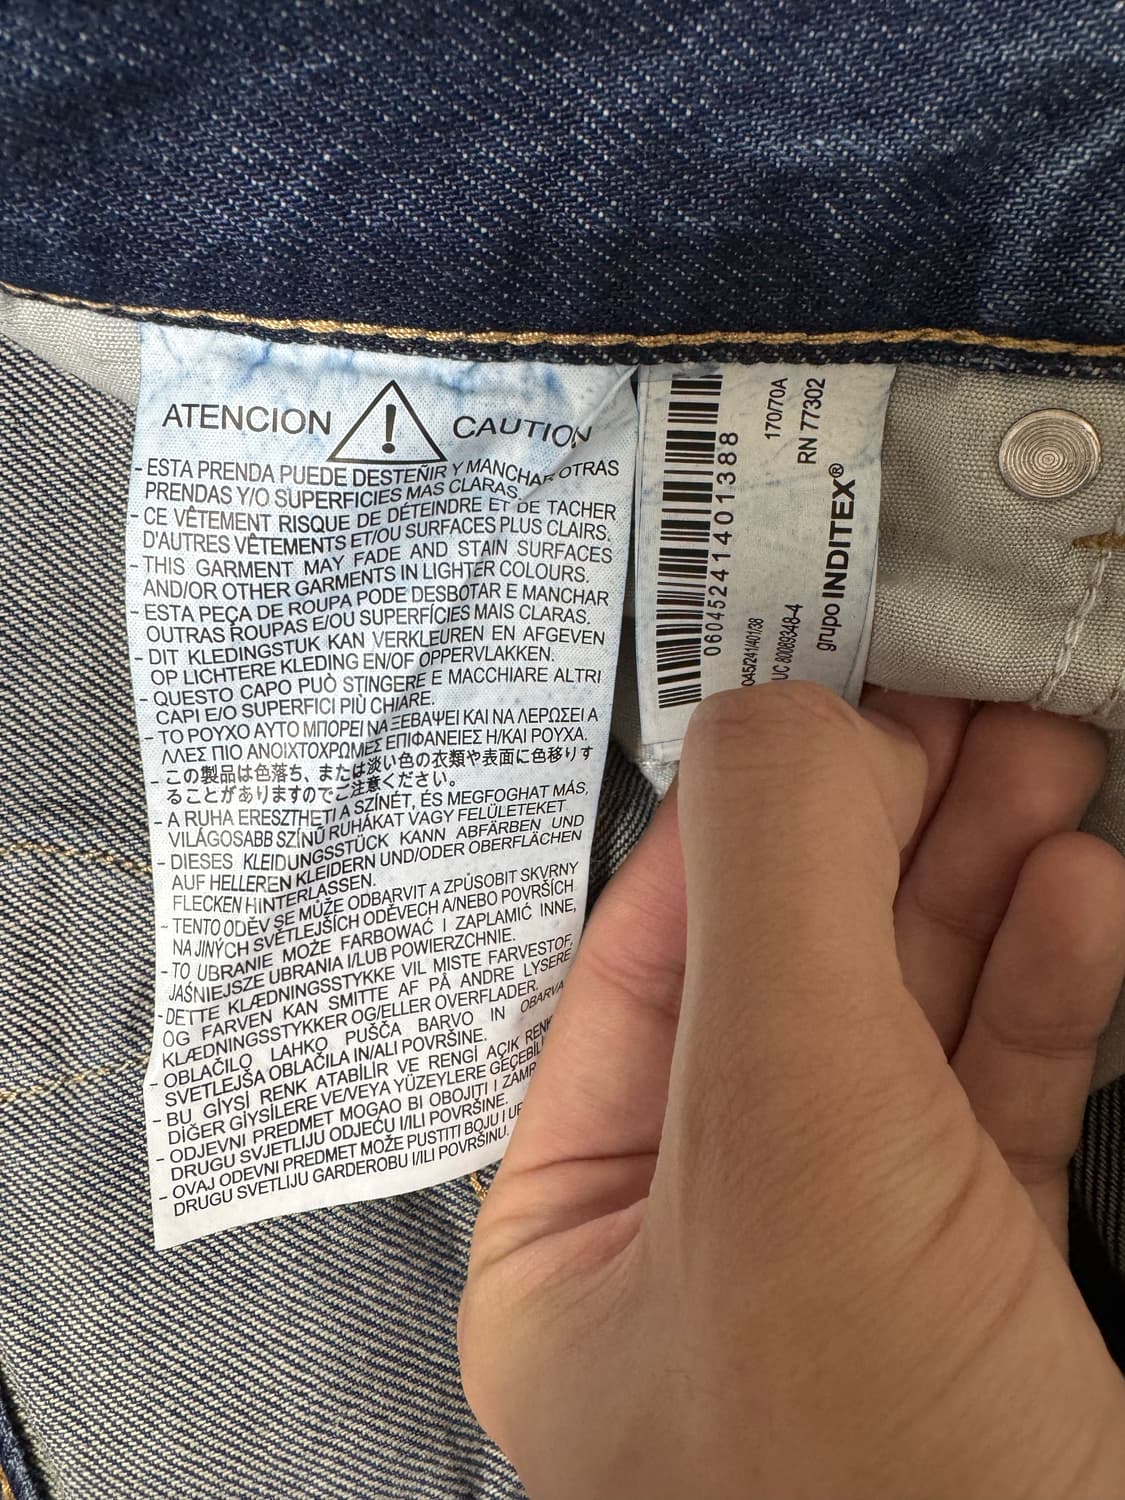 ATENCION ! CAUTION
- ESTA PRENDA PUEDE DESTEÑIR Y MANCHAR OTRAS
PRENDAS Y/O SUPERFICIES MAS CLARAS.
- CE VÊTEMENT RISQUE DE DÉTEINDRE ET DE TACHER
D'AUTRES VÊTEMENTS ET/OU SURFACES PLUS CLAIRS.
- THIS GARMENT MAY FADE AND STAIN SURFACES
AND/OR OTHER GARMENTS IN LIGHTER COLOURS.
- ESTA PEÇA DE ROUPA PODE DESBOTAR E MANCHAR
OUTRAS ROUPAS E/OU SUPERFÍCIES MAIS CLARAS.
- DIT KLEDINGSTUK KAN VERKLEUREN EN AFGEVEN
OP LICHTERE KLEDING EN/OF OPPERVLAKKEN.
- QUESTO CAPO PUÒ STINGERE E MACCHIARE ALTRI
CAPI E/O SUPERFICI PIÙ CHIARE.
- ΤΟ ΡΟΥΧΟ ΑΥΤΟ ΜΠΟΡΕΙ ΝΑ ΞΕΒΑΨΕΙ ΚΑΙ ΝΑ ΛΕΡΩΣΕΙ Α
ΛΛΕΣ ΠΙΟ ΑΝΟΙΧΤΟΧΡΩΜΕΣ ΕΠΙΦΑΝΕΙΕΣ Η/ΚΑΙ ΡΟΥΧΑ.
- この製品は色落ち、または淡い色の衣類や表面に色移りす
ることがありますのでご注意ください。
- A RUHA ERESZTHETI A SZÍNÉT, ÉS MEGFOGHAT MÁS,
VILÁGOSABB SZÍNŰ RUHÁKAT VAGY FELÜLETEKET.
- DIESES KLEIDUNGSSTÜCK KANN ABFÄRBEN UND
AUF HELLEREN KLEIDERN UND/ODER OBERFLÄCHEN
FLECKEN HINTERLASSEN.
- TENTO ODĚV SE MŮŽE ODBARVIT A ZPŮSOBIT SKVRNY
NA JINÝCH SVĚTLEJŠÍCH ODĚVECH A/NEBO POVRŠÍCH
- TO UBRANIE MOŻE FARBOWAĆ I ZAPLAMIĆ INNE,
JAŚNIEJSZE UBRANIA I/LUB POWIERZCHNIE.
- DETTE KLÆDNINGSSTYKKE VIL MISTE FARVESTOF,
OG FARVEN KAN SMITTE AF PÅ ANDRE LYSERE
KLÆDNINGSSTYKKER OG/ELLER OVERFLADER.
- OBLAČILO LAHKO PUŠČA BARVO IN OBARVA
SVETLEJŠA OBLAČILA IN/ALI POVRŠINE.
- BU GİYSİ RENK ATABİLİR VE RENGİ AÇIK RENK
DİĞER GİYSİLERE VE/VEYA YÜZEYLERE GEÇEBİLİ
- ODJEVNI PREDMET MOGAO BI OBOJITI I ZAMR
DRUGU SVJETLIJU ODJEĆU I/ILI POVRŠINE.
- OVAJ ODEVNI PREDMET MOŽE PUSTITI BOJU I
DRUGU SVETLIJU GARDEROBU I/ILI POVRŠINU.
06045241401388
045/241/401/38
UC 80089348-4
170/70A
RN 77302
grupo INDITEX®